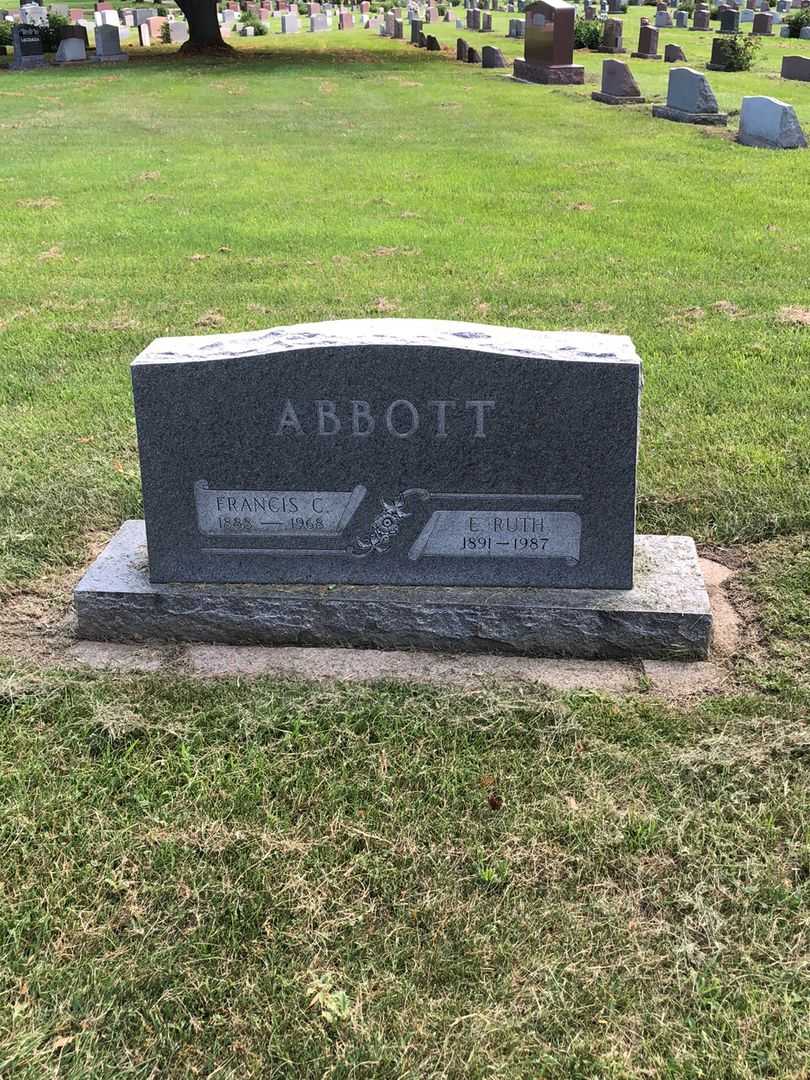 ABBOTT
FRANCIS C.
1888 — 1968
E. RUTH
1891 — 1987